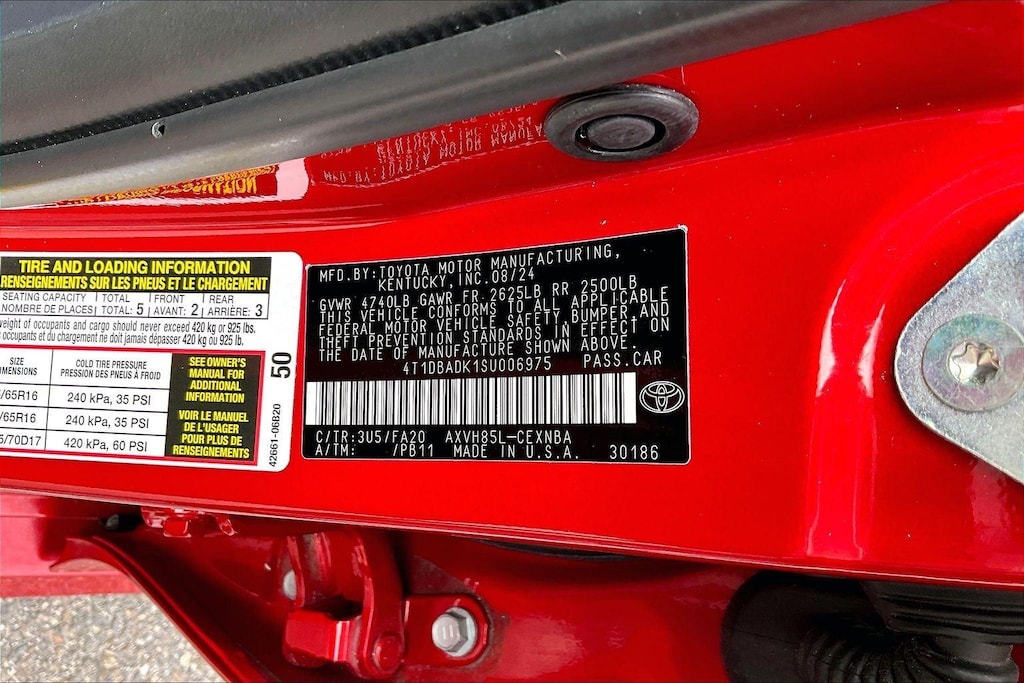 TIRE AND LOADING INFORMATION
RENSEIGNEMENTS SUR LES PNEUS ET LE CHARGEMENT
SEATING CAPACITY TOTAL FRONT REAR
NOMBRE DE PLACES TOTAL: 5 AVANT: 2 ARRIÈRE: 3
weight of occupants and cargo should never exceed 420 kg or 925 lbs.
occupants et du chargement ne doit jamais dépasser 420 kg ou 925 lb.
SIZE COLD TIRE PRESSURE
PRESSION DES PNEUS À FROID
/65R16 240 kPa, 35 PSI
/65R16 240 kPa, 35 PSI
/70D17 420 kPa, 60 PSI
SEE OWNER'S
MANUAL FOR
ADDITIONAL
INFORMATION
VOIR LE MANUEL
DE L'USAGER
POUR PLUS DE
RENSEIGNEMENTS
50
42661-06B20
MFD.BY:TOYOTA MOTOR MANUFACTURING,
KENTUCKY,INC.08/24
GVWR 4740LB GAWR FR 2625LB RR 2500LB
THIS VEHICLE CONFORMS TO ALL APPLICABLE
FEDERAL MOTOR VEHICLE SAFETY,BUMPER,AND
THEFT PREVENTION STANDARDS IN EFFECT ON
THE DATE OF MANUFACTURE SHOWN ABOVE.
4T1DBADK1SU006975 PASS.CAR
C/TR:3U5/FA20 AXVH85L-CEXNBA
A/TM: /PB11 MADE IN U.S.A. 30186